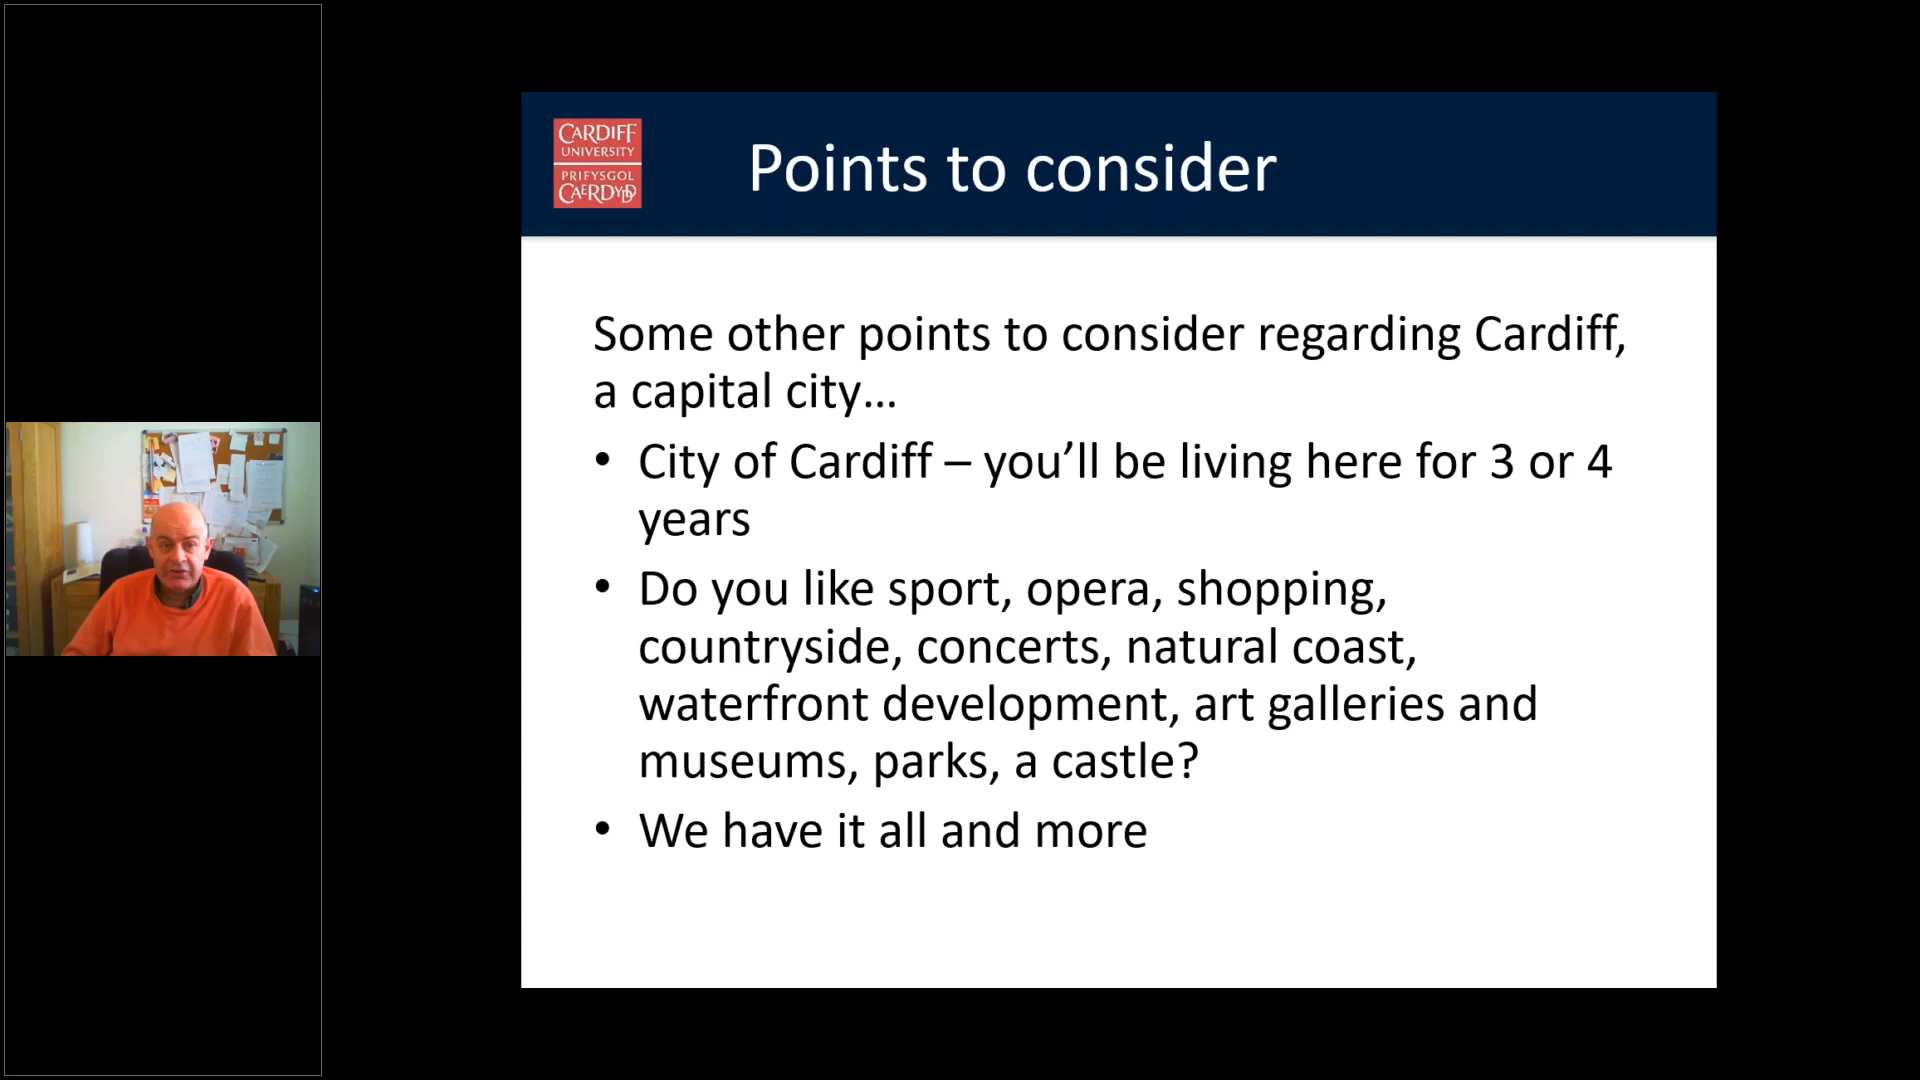 CARDIFF
UNIVERSITY
PRIFYSGOL
CAERDYDD
Points to consider
Some other points to consider regarding Cardiff,
a capital city…
• City of Cardiff – you’ll be living here for 3 or 4
years
• Do you like sport, opera, shopping,
countryside, concerts, natural coast,
waterfront development, art galleries and
museums, parks, a castle?
• We have it all and more